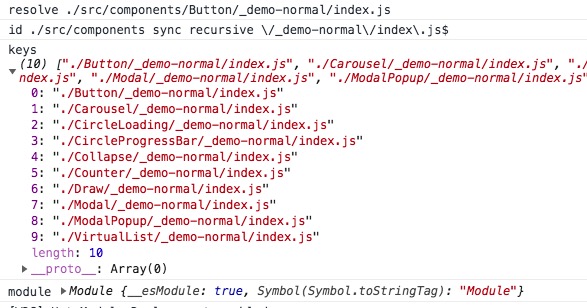 resolve ./src/components/Button/_demo-normal/index.js
id ./src/components sync recursive \/_demo-normal\/index\.js$
keys
(10) ["./Button/_demo-normal/index.js", "./Carousel/_demo-normal/index.js", "./
ndex.js", "./Modal/_demo-normal/index.js", "./ModalPopup/_demo-normal/index.js"
0: "./Button/_demo-normal/index.js"
1: "./Carousel/_demo-normal/index.js"
2: "./CircleLoading/_demo-normal/index.js"
3: "./CircleProgressBar/_demo-normal/index.js"
4: "./Collapse/_demo-normal/index.js"
5: "./Counter/_demo-normal/index.js"
6: "./Draw/_demo-normal/index.js"
7: "./Modal/_demo-normal/index.js"
8: "./ModalPopup/_demo-normal/index.js"
9: "./VirtualList/_demo-normal/index.js"
length: 10
__proto__: Array(0)
module Module {__esModule: true, Symbol(Symbol.toStringTag): "Module"}